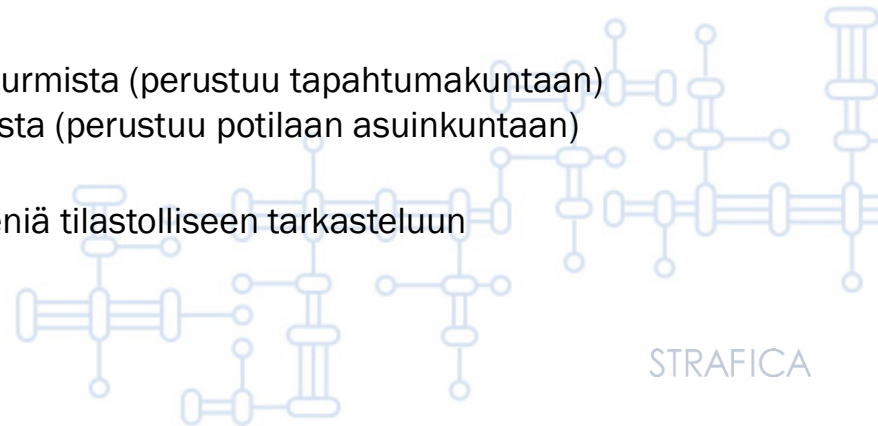 urmista (perustuu tapahtumakuntaan)
sta (perustuu potilaan asuinkuntaan)
eniä tilastolliseen tarkasteluun
STRAFICA